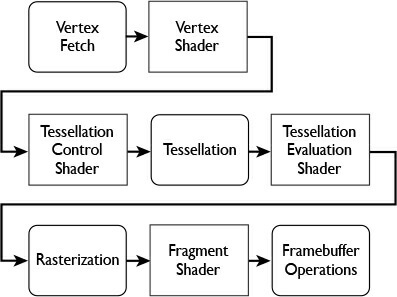 Vertex
Fetch
Vertex
Shader
Tessellation
Control
Shader
Tessellation
Tessellation
Evaluation
Shader
Rasterization
Fragment
Shader
Framebuffer
Operations